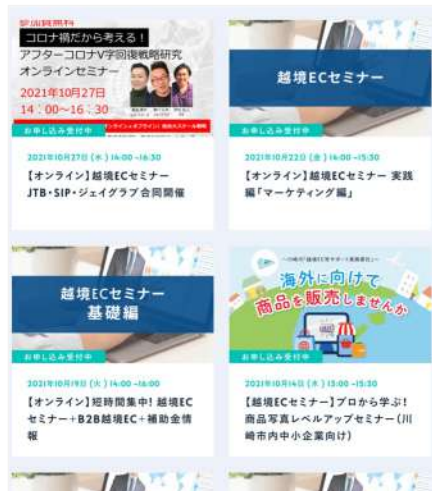 参加費無料
コロナ禍だから考える！
アフターコロナV字回復戦略研究
オンラインセミナー
2021年10月27日
14：00～16：30
お申し込み受付中
2021年10月27日 (水) 14:00-16:30
【オンライン】越境ECセミナー
JTB・SIP・ジェイグラブ合同開催
越境ECセミナー
お申し込み受付中
2021年10月22日 (金) 14:00-15:30
【オンライン】越境ECセミナー 実践
編「マーケティング編」
越境ECセミナー
基礎編
お申し込み受付中
2021年10月19日 (火) 14:00-16:00
【オンライン】短時間集中! 越境EC
セミナー+B2B越境EC+補助金情
報
海外に向けて
商品を販売しませんか
お申し込み受付中
2021年10月14日 (木) 13:00-15:30
【越境ECセミナー】プロから学ぶ!
商品写真レベルアップセミナー(川
崎市内中小企業向け)